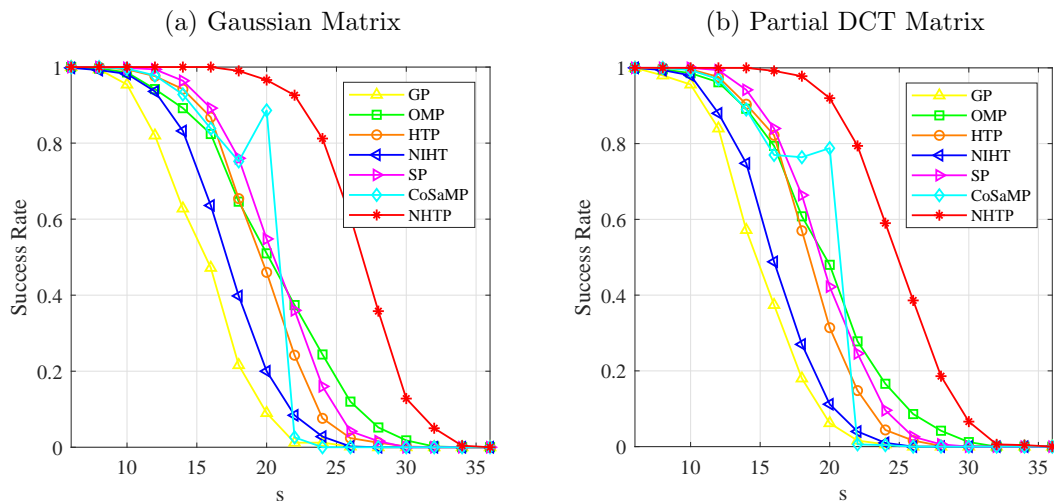 (a) Gaussian Matrix
Success Rate
1
0.8
0.6
0.4
0.2
0
10
15
20
25
30
35
s
GP
OMP
HTP
NIHT
SP
CoSaMP
NHTP
(b) Partial DCT Matrix
Success Rate
1
0.8
0.6
0.4
0.2
0
10
15
20
25
30
35
s
GP
OMP
HTP
NIHT
SP
CoSaMP
NHTP